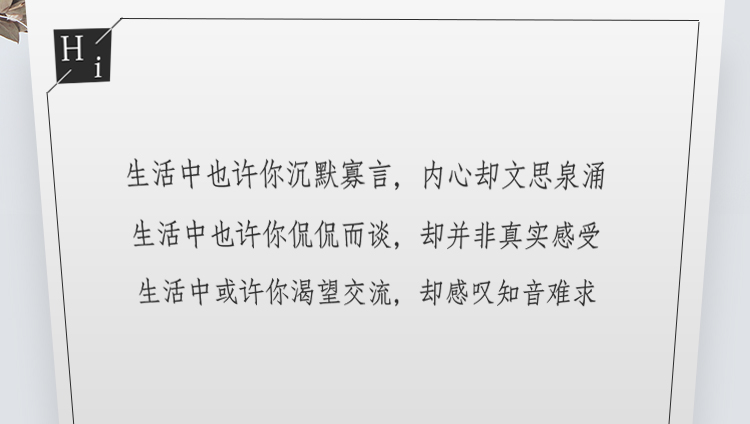 Hi
生活中也许你沉默寡言，内心却文思泉涌
生活中也许你侃侃而谈，却并非真实感受
生活中或许你渴望交流，却感叹知音难求